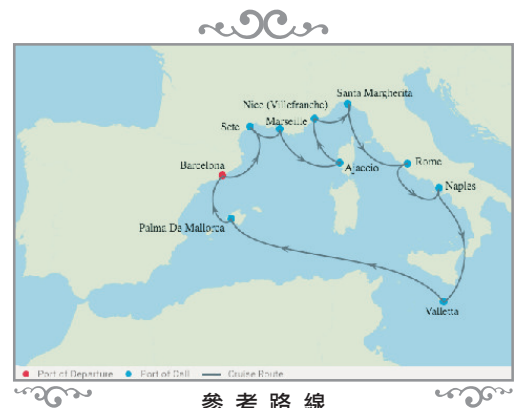 Santa Margherita
Nice (Villefranche)
Marseille
Sete
Ajaccio
Rome
Barcelona
Naples
Palma De Mallorca
Valletta
Port of Departure Port of Call Cruise Route
參考路線